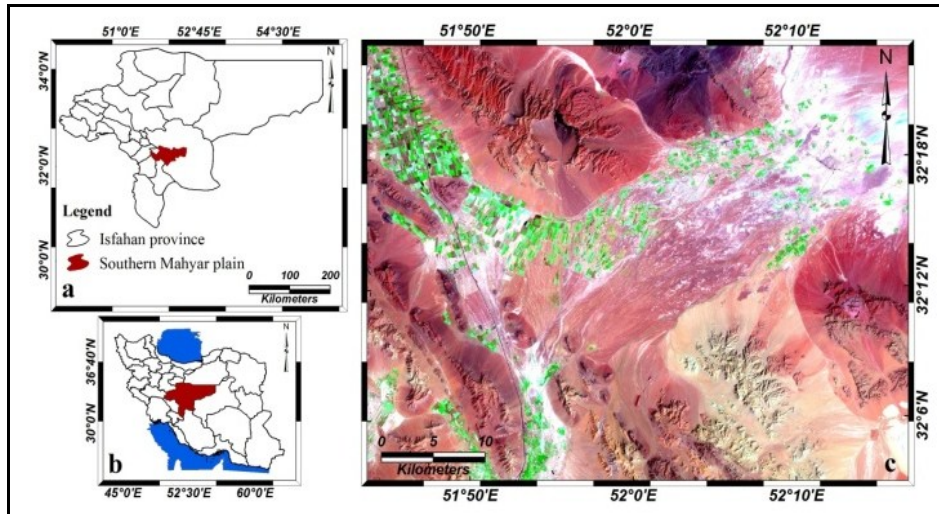 51°0'E 52°45'E 54°30'E
N
34°0'N
32°0'N
30°0'N
Legend
Isfahan province
Southern Mahyar plain
a
0 100 200
Kilometers
N
36°40'N
30°0'N
b
45°0'E 52°30'E 60°0'E
51°50'E 52°0'E 52°10'E
N
32°18'N
32°12'N
32°6'N
0 5 10
Kilometers
c
51°50'E 52°0'E 52°10'E